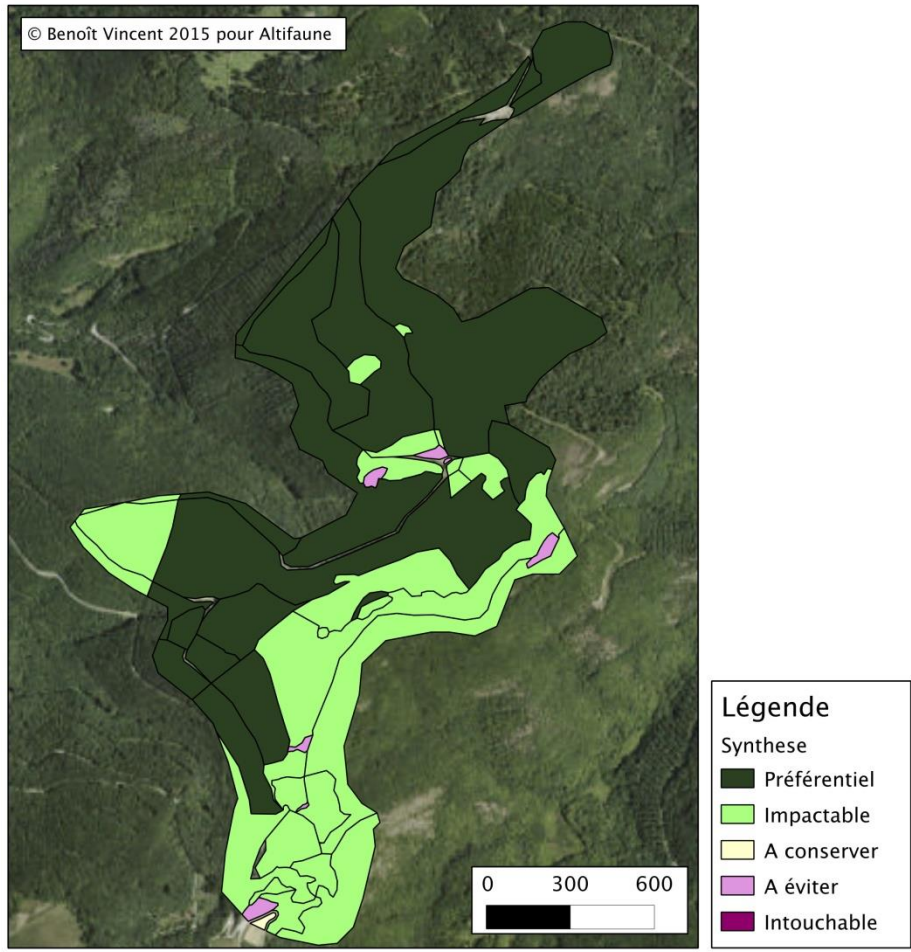 © Benoît Vincent 2015 pour Altifaune
Légende
Synthese
Préférentiel
Impactable
A conserver
A éviter
Intouchable
0 300 600